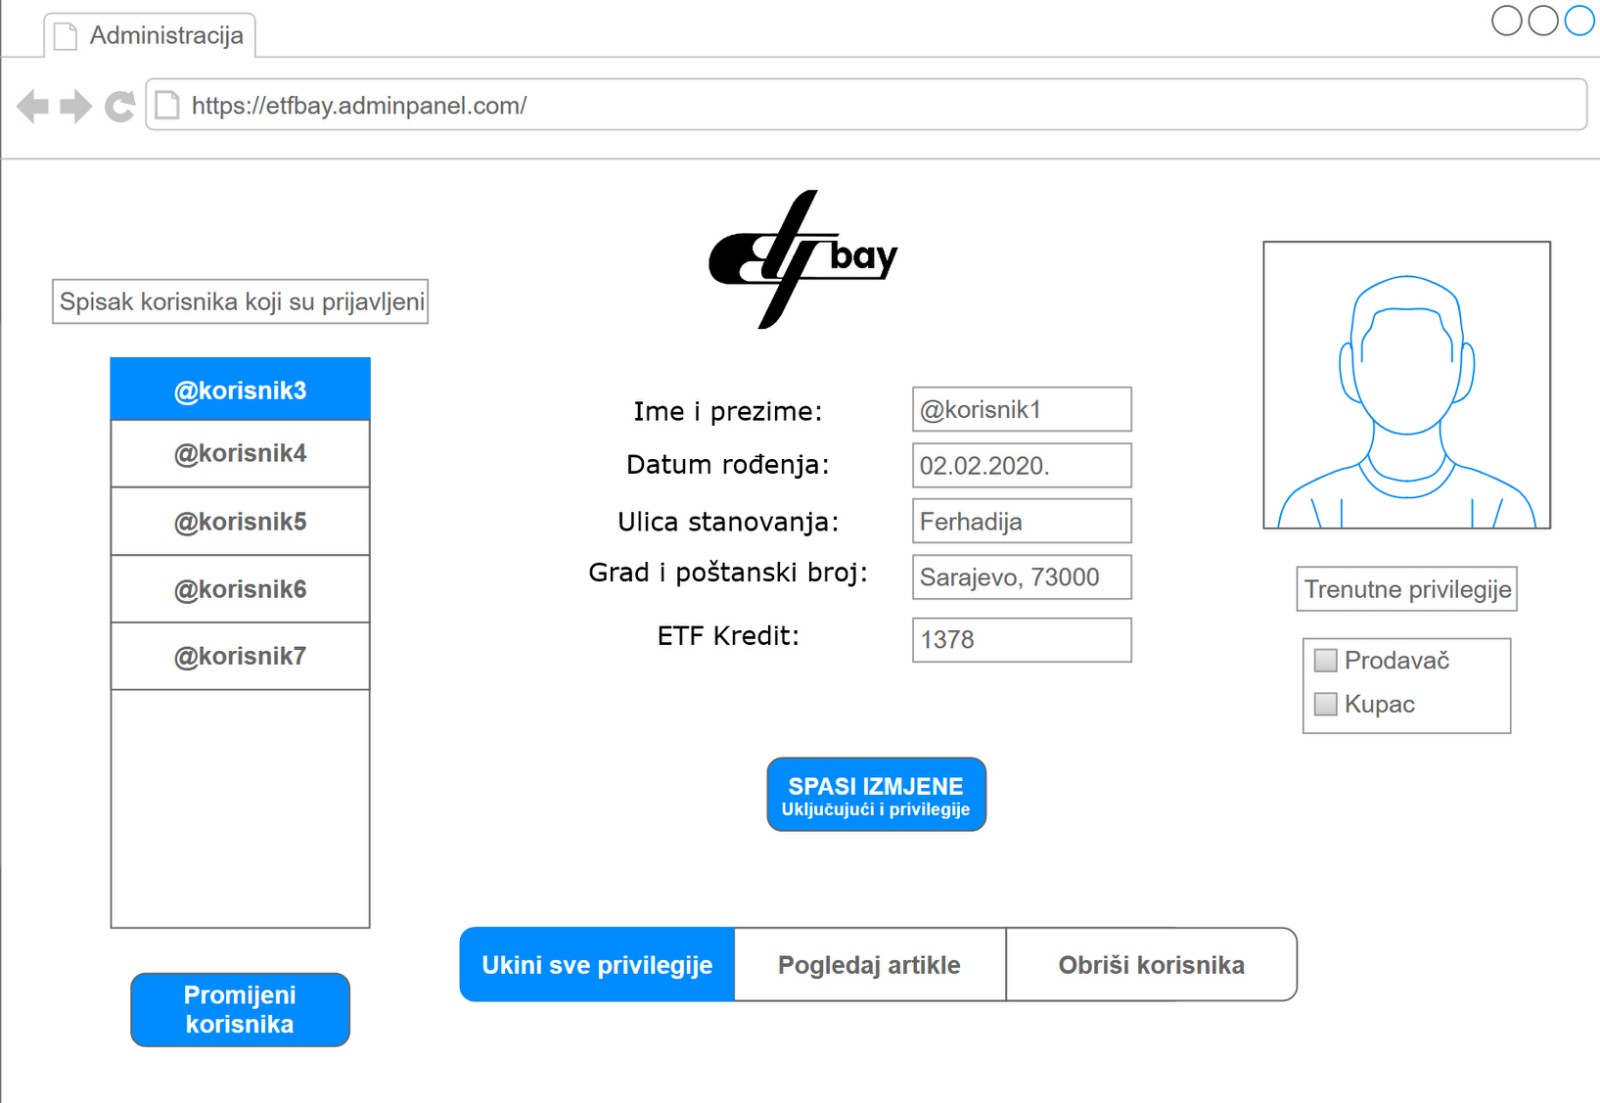 Administracija
https://etfbay.adminpanel.com/
etf bay
Spisak korisnika koji su prijavljeni
@korisnik3
@korisnik4
@korisnik5
@korisnik6
@korisnik7
Promijeni
korisnika
Ime i prezime: @korisnik1
Datum rođenja: 02.02.2020.
Ulica stanovanja: Ferhadija
Grad i poštanski broj: Sarajevo, 73000
ETF Kredit: 1378
SPASI IZMJENE
Uključujući i privilegije
Trenutne privilegije
Prodavač
Kupac
Ukini sve privilegije
Pogledaj artikle
Obriši korisnika